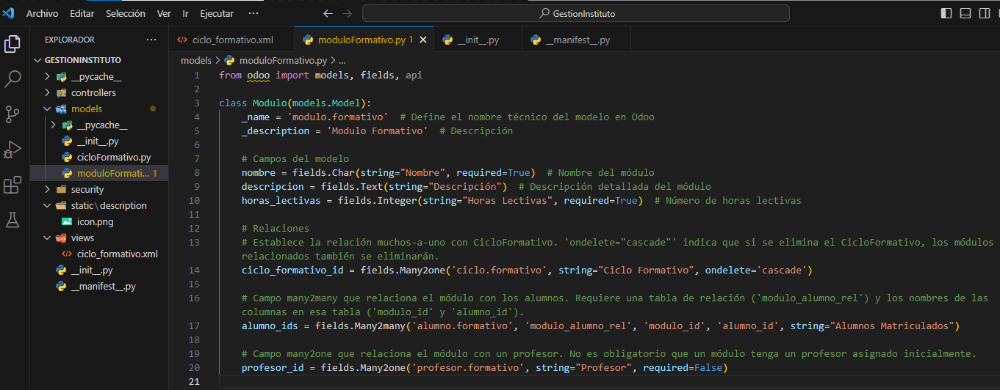 Archivo Editar Selección Ver Ir Ejecutar ··· GestionInstituto
EXPLORADOR ···
GESTIONINSTITUTO
__pycache__
controllers
models
__pycache__
__init__.py
cicloFormativo.py
moduloFormati... 1
security
static\description
icon.png
views
ciclo_formativo.xml
__init__.py
__manifest__.py
ciclo_formativo.xml moduloFormativo.py 1 __init__.py __manifest__.py
models > moduloFormativo.py > ...
1 from odoo import models, fields, api
2
3 class Modulo(models.Model):
4 _name = 'modulo.formativo' # Define el nombre técnico del modelo en Odoo
5 _description = 'Modulo Formativo' # Descripción
6
7 # Campos del modelo
8 nombre = fields.Char(string="Nombre", required=True) # Nombre del módulo
9 descripcion = fields.Text(string="Descripción") # Descripción detallada del módulo
10 horas_lectivas = fields.Integer(string="Horas Lectivas", required=True) # Número de horas lectivas
11
12 # Relaciones
13 # Establece la relación muchos-a-uno con CicloFormativo. 'ondelete="cascade"' indica que si se elimina el CicloFormativo, los módulos
relacionados también se eliminarán.
14 ciclo_formativo_id = fields.Many2one('ciclo.formativo', string="Ciclo Formativo", ondelete='cascade')
15
16 # Campo many2many que relaciona el módulo con los alumnos. Requiere una tabla de relación ('modulo_alumno_rel') y los nombres de las
columnas en esa tabla ('modulo_id' y 'alumno_id').
17 alumno_ids = fields.Many2many('alumno.formativo', 'modulo_alumno_rel', 'modulo_id', 'alumno_id', string="Alumnos Matriculados")
18
19 # Campo many2one que relaciona el módulo con un profesor. No es obligatorio que un módulo tenga un profesor asignado inicialmente.
20 profesor_id = fields.Many2one('profesor.formativo', string="Profesor", required=False)
21